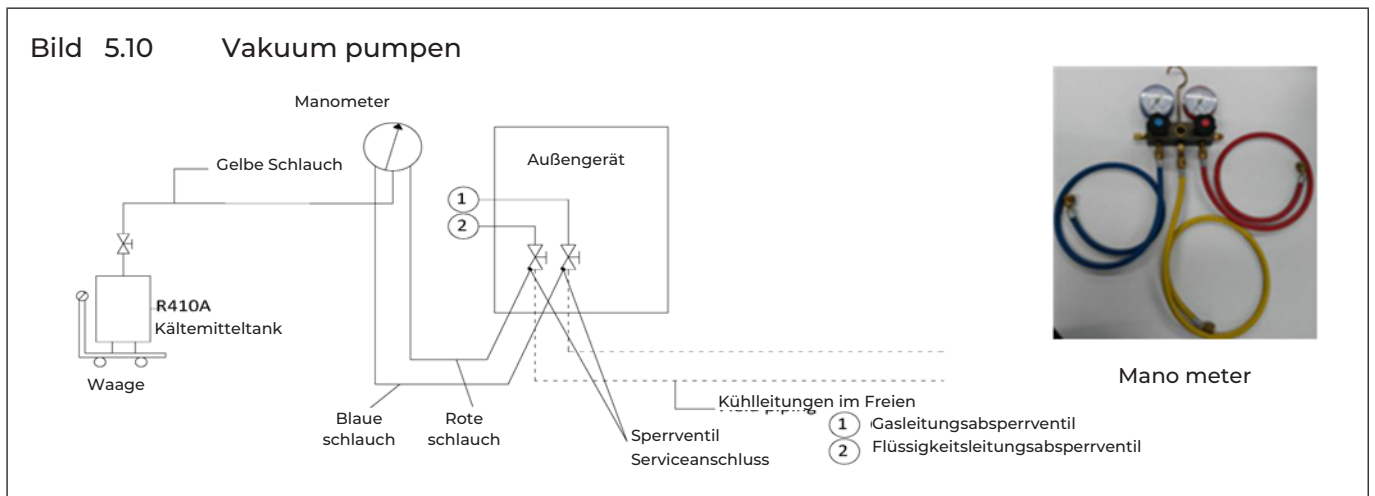 Bild 5.10 Vakuum pumpen
Manometer
Gelbe Schlauch
Außengerät
1
2
R410A
Kältemitteltank
Waage
Mano meter
Kühlleitungen im Freien
Blaue
schlauch
Rote
schlauch
Sperrventil
Serviceanschluss
1 Gasleitungsabsperrventil
2 Flüssigkeitsleitungsabsperrventil